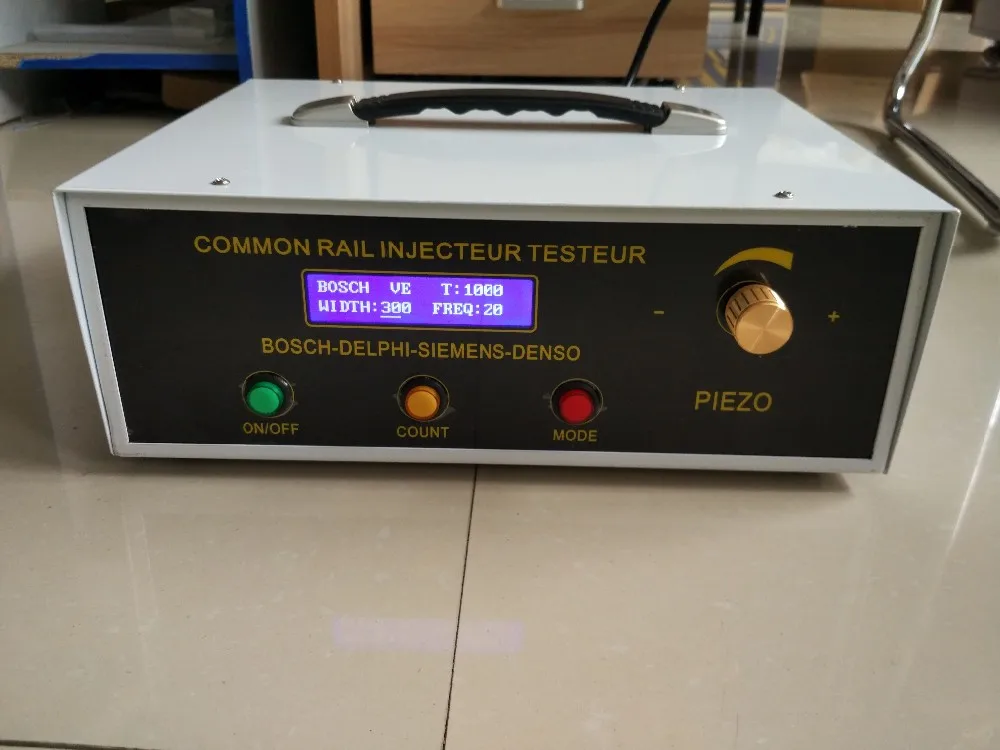 COMMON RAIL INJECTEUR TESTEUR
BOSCH VE T:1000
WIDTH:300 FREQ:20
BOSCH-DELPHI-SIEMENS-DENSO
- +
ON/OFF COUNT MODE
PIEZO